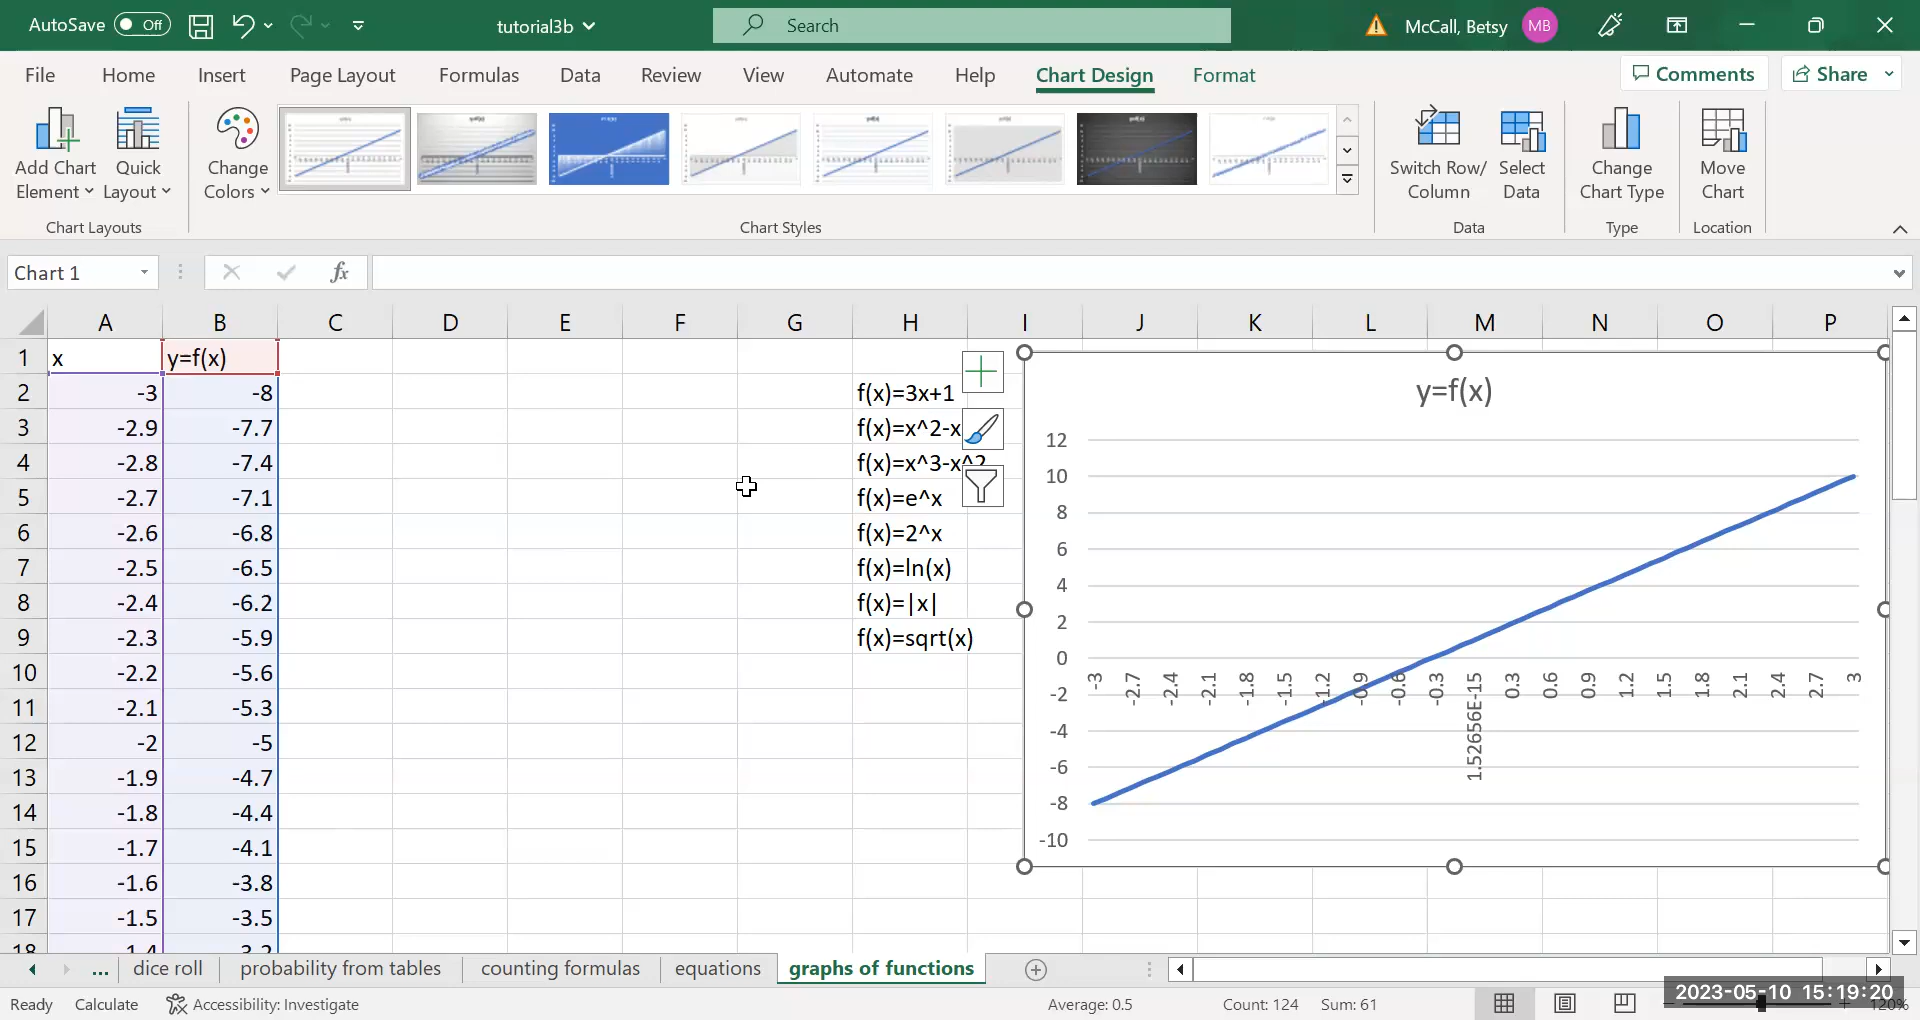 AutoSave Off tutorial3b Search McCall, Betsy MB
File Home Insert Page Layout Formulas Data Review View Automate Help Chart Design Format Comments Share
Add Chart Element
Quick Layout
Change Colors
Switch Row/ Column
Select Data
Change Chart Type
Move Chart
Chart Layouts Chart Styles Data Type Location
Chart 1 fx
A B C D E F G H I J K L M N O P
1 x y=f(x)
2 -3 -8 f(x)=3x+1
3 -2.9 -7.7 f(x)=x^2-x
4 -2.8 -7.4 f(x)=x^3-x^2
5 -2.7 -7.1 f(x)=e^x
6 -2.6 -6.8 f(x)=2^x
7 -2.5 -6.5 f(x)=ln(x)
8 -2.4 -6.2 f(x)=|x|
9 -2.3 -5.9 f(x)=sqrt(x)
10 -2.2 -5.6
11 -2.1 -5.3
12 -2 -5
13 -1.9 -4.7
14 -1.8 -4.4
15 -1.7 -4.1
16 -1.6 -3.8
17 -1.5 -3.5
18 -1.4 -3.2
y=f(x)
12
10
8
6
4
2
0
-2
-4
-6
-8
-10
-3 -2.7 -2.4 -2.1 -1.8 -1.5 -1.2 -0.9 -0.6 -0.3 1.52656E-15 0.3 0.6 0.9 1.2 1.5 1.8 2.1 2.4 2.7 3
... dice roll probability from tables counting formulas equations graphs of functions
Ready Calculate Accessibility: Investigate Average: 0.5 Count: 124 Sum: 61 120%
2023-05-10 15:19:20